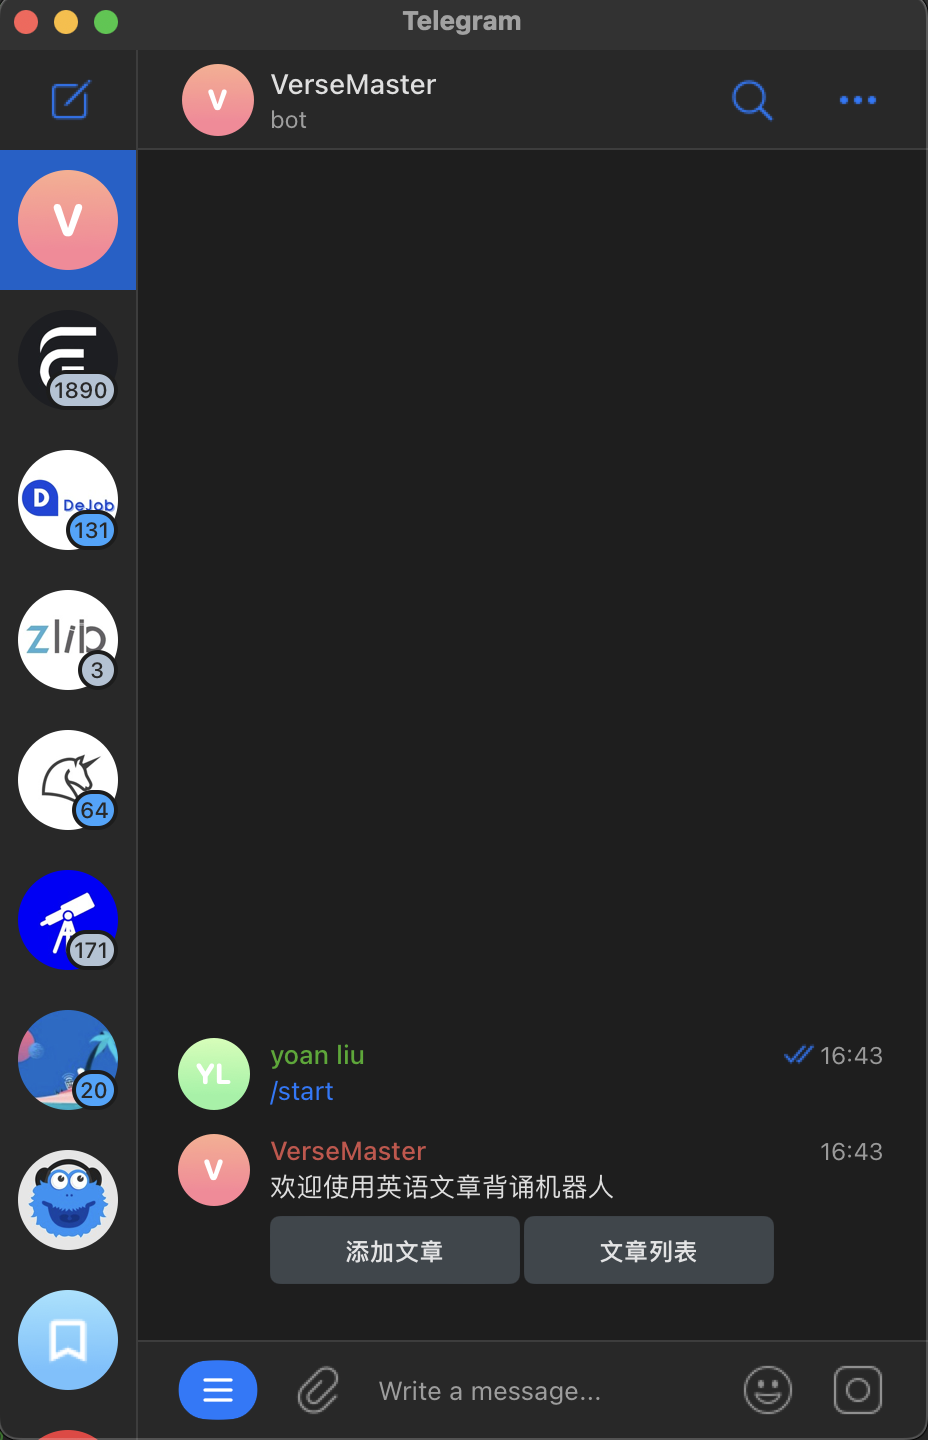 Telegram
VerseMaster
bot
V
V
1890
D DeJob
131
zlib
3
64
171
20
yoan liu
16:43
YL
/start
VerseMaster
16:43
V
欢迎使用英语文章背诵机器人
添加文章
文章列表
Write a message...